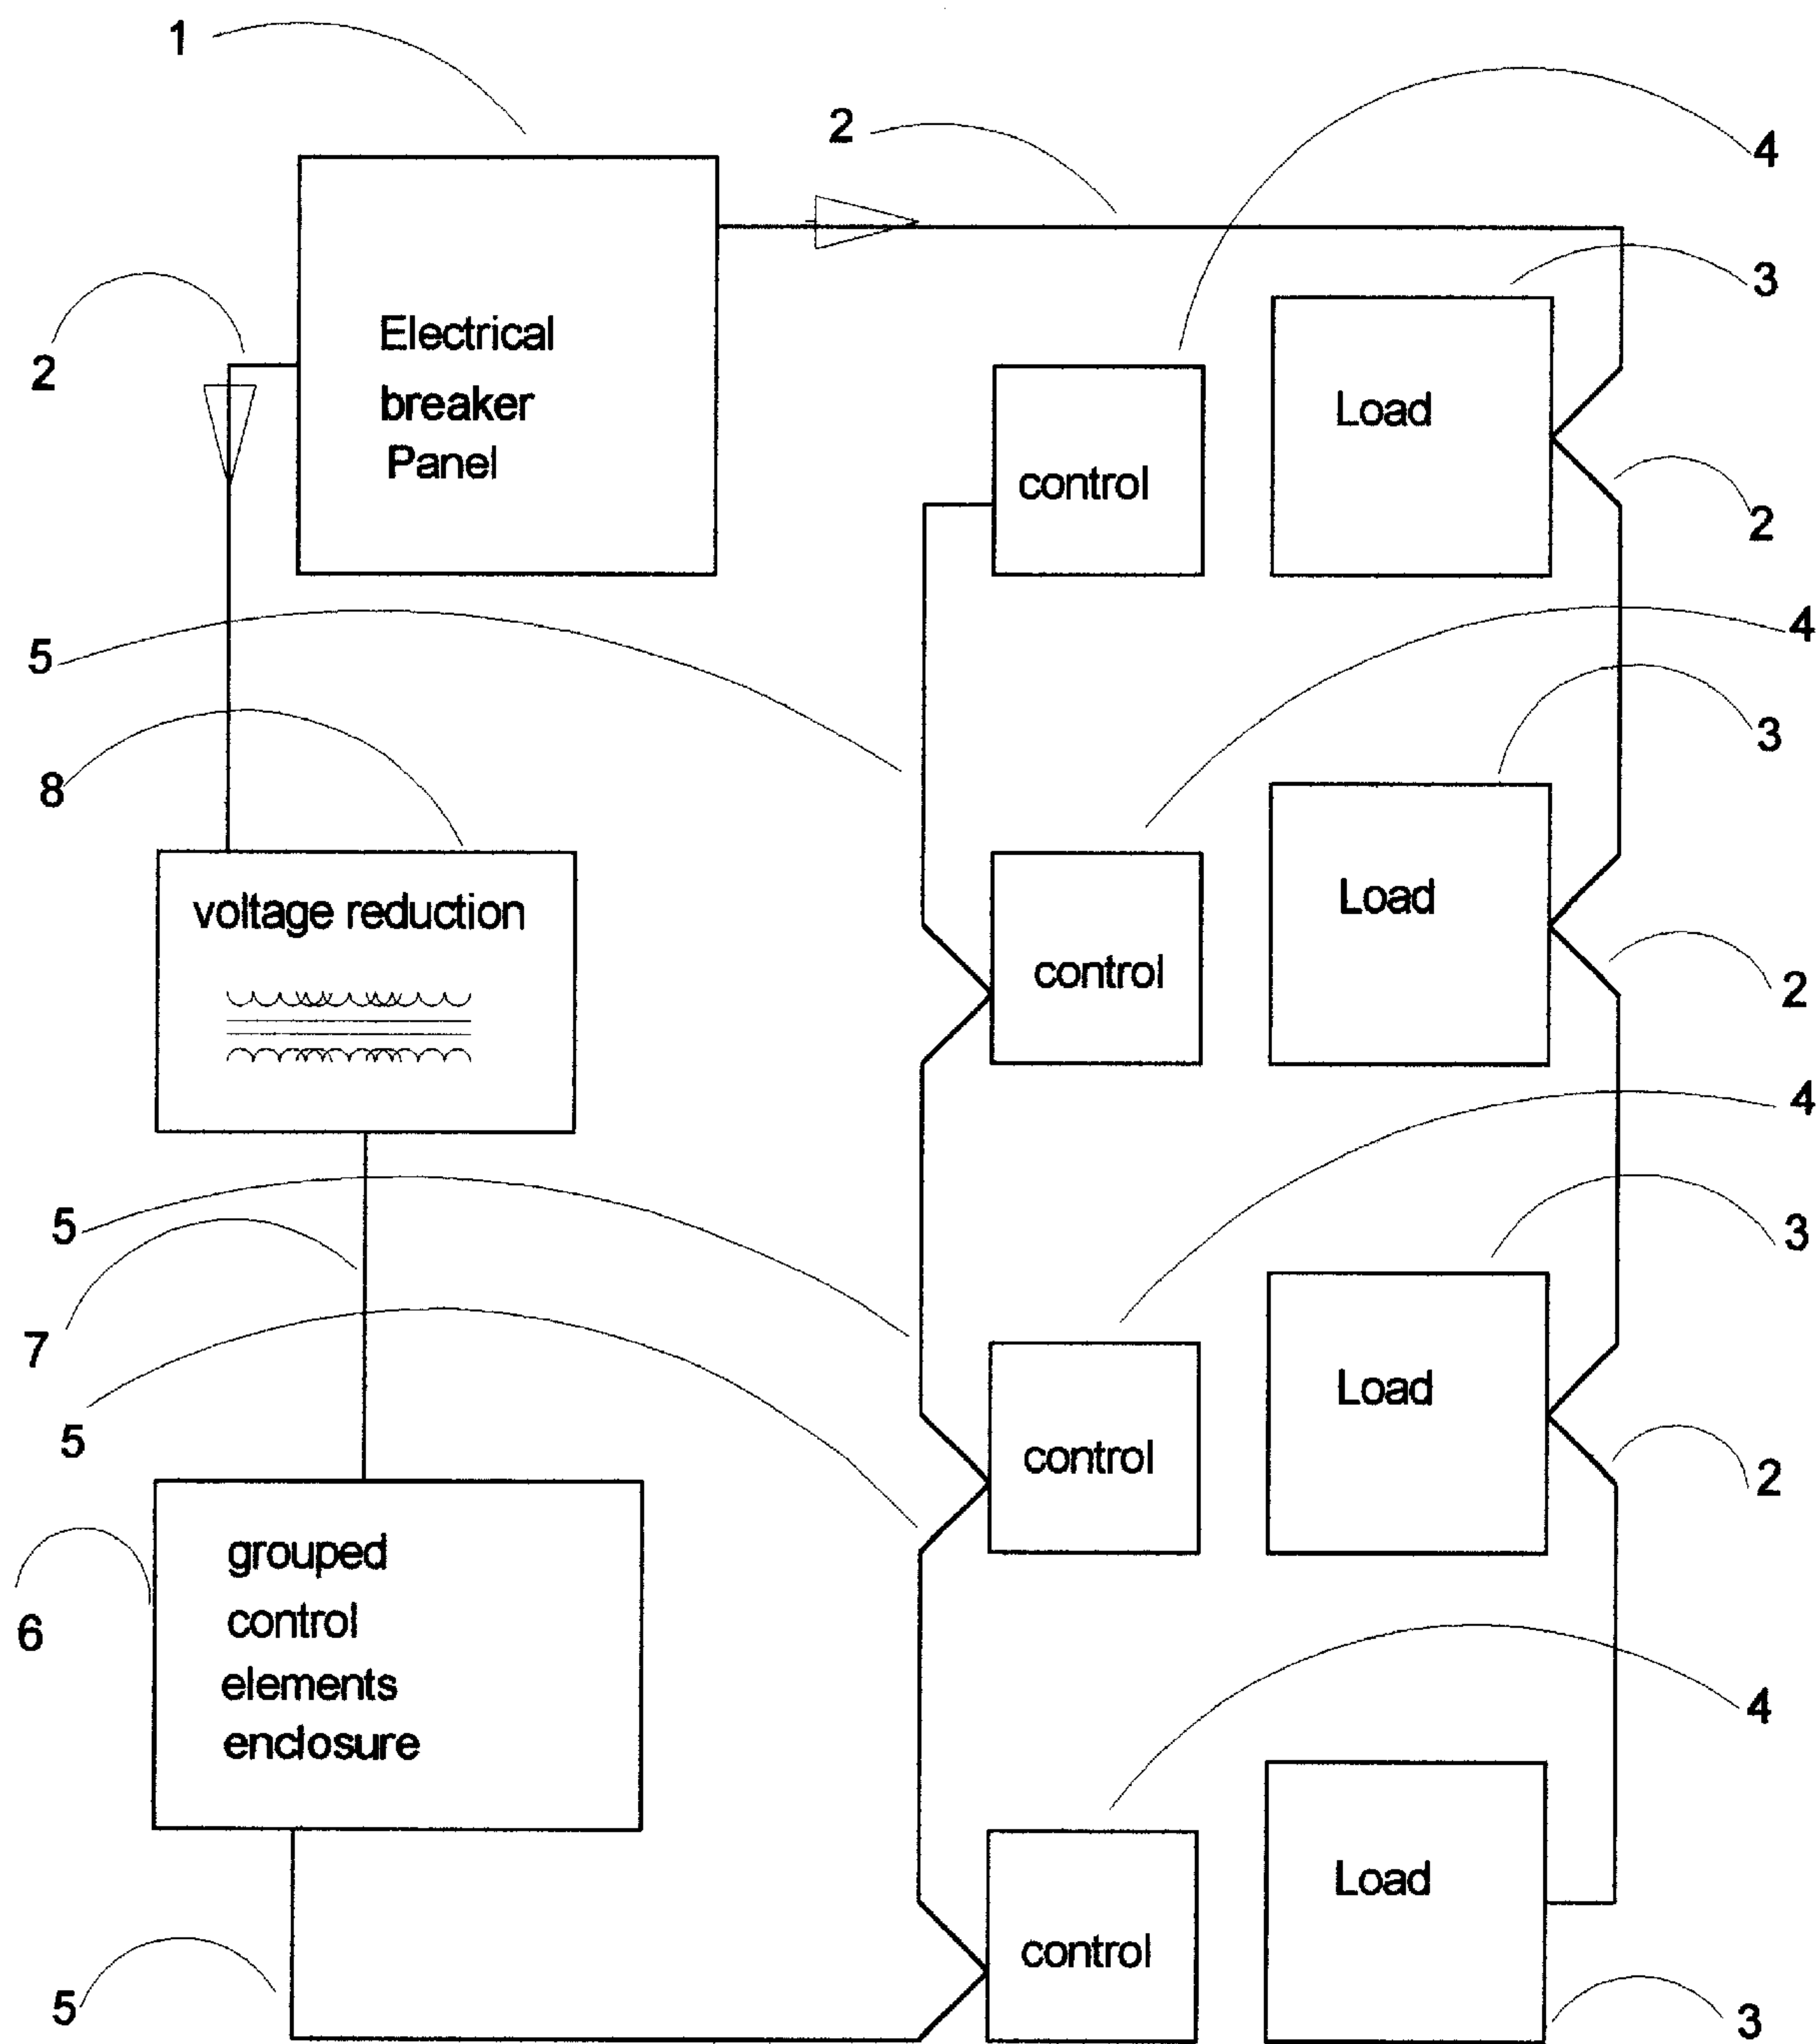 1
2
4
3
2
Electrical
breaker
Panel
Load
control
2
5
4
3
8
voltage reduction
Load
control
2
4
5
3
7
5
Load
control
2
grouped
control
elements
enclosure
6
4
Load
control
5
3